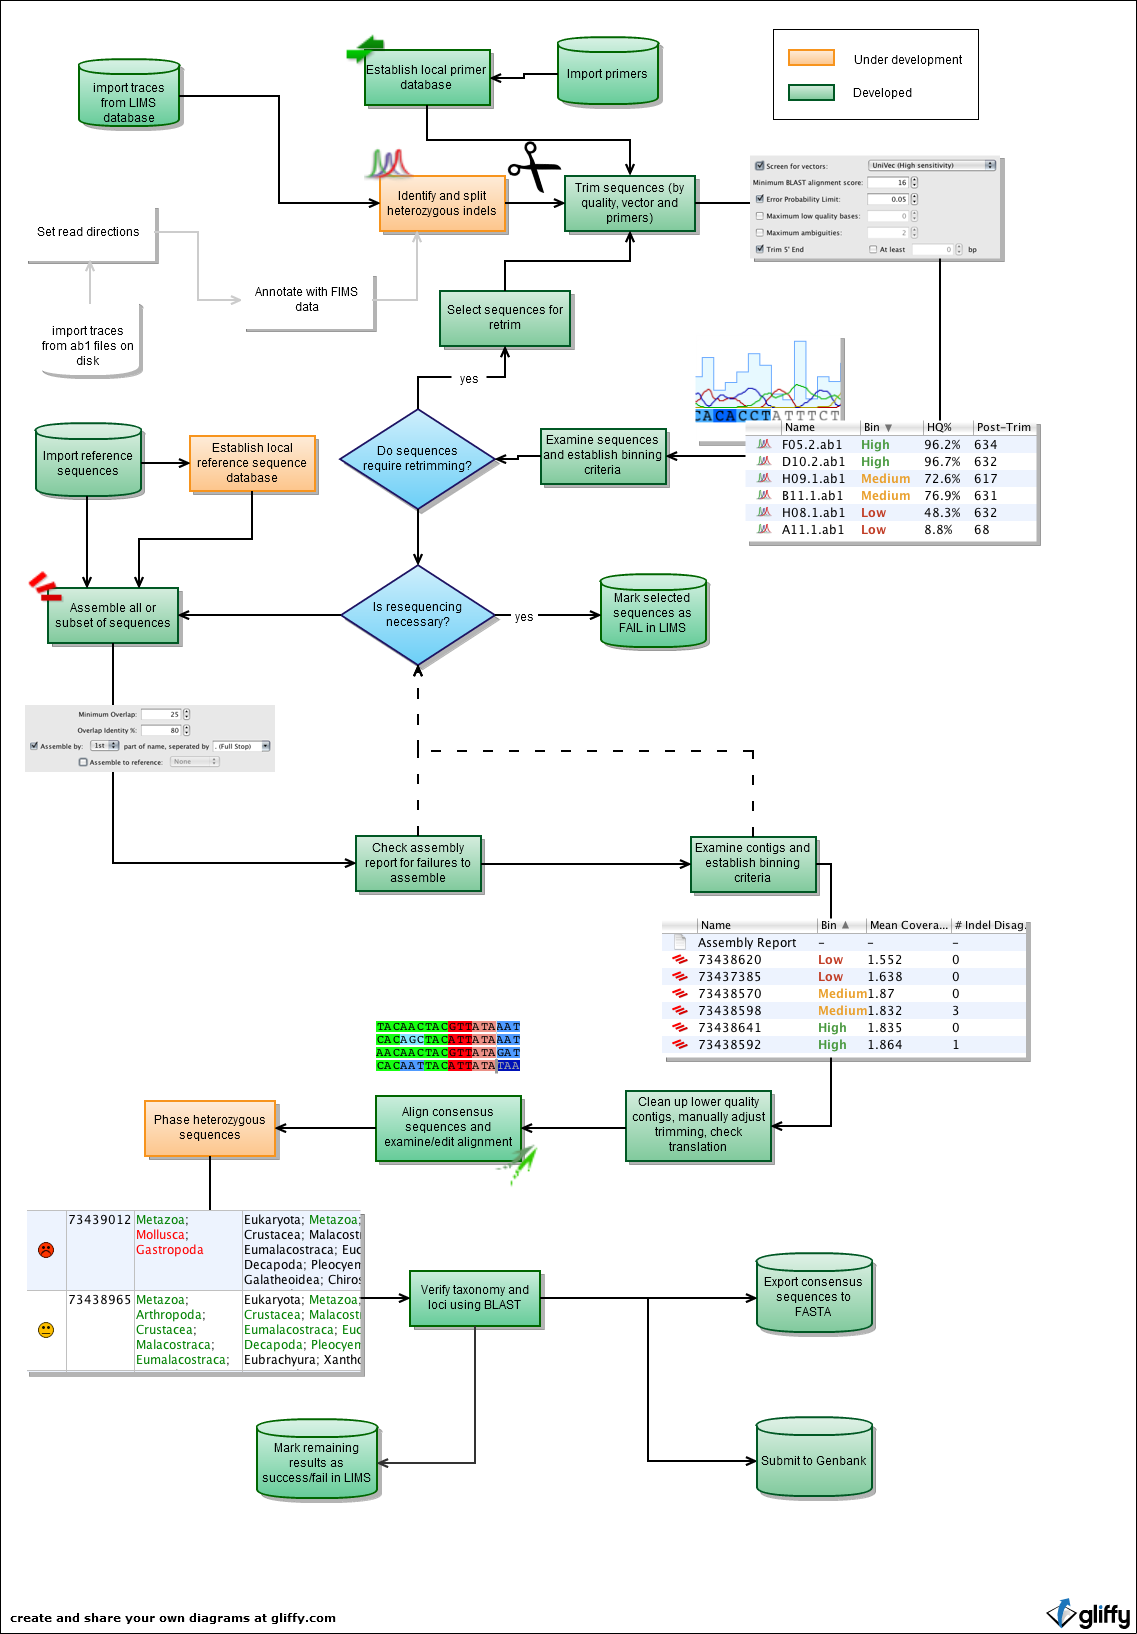 Under development
Developed
import traces
from LIMS
database
Establish local primer
database
Import primers
Identify and split
heterozygous indels
Trim sequences (by
quality, vector and
primers)
Screen for vectors:
UniVec (High sensitivity)
Minimum BLAST alignment score:
16
Error Probability Limit:
0.05
Maximum low quality bases:
0
Maximum ambiguities:
2
Trim 5' End
At least
0
bp
Set read directions
Annotate with FIMS
data
import traces
from ab1 files on
disk
Select sequences for
retrim
yes
CACACCTATTTCT
Import reference
sequences
Establish local
reference sequence
database
Do sequences
require retrimming?
Examine sequences
and establish binning
criteria
Name Bin HQ% Post-Trim
F05.2.ab1 High 96.2% 634
D10.2.ab1 High 96.7% 632
H09.1.ab1 Medium 72.6% 617
B11.1.ab1 Medium 76.9% 631
H08.1.ab1 Low 48.3% 632
A11.1.ab1 Low 8.8% 68
Assemble all or
subset of sequences
Is resequencing
necessary?
yes
Mark selected
sequences as
FAIL in LIMS
Minimum Overlap: 25
Overlap Identity %: 80
Assemble by: 1st part of name, seperated by . (Full Stop)
Assemble to reference: None
Check assembly
report for failures to
assemble
Examine contigs and
establish binning
criteria
Name Bin Mean Covera... # Indel Disag.
Assembly Report - - -
73438620 Low 1.552 0
73437385 Low 1.638 0
73438570 Medium 1.87 0
73438598 Medium 1.832 3
73438641 High 1.835 0
73438592 High 1.864 1
TACAACTACGTTATAAAT
CACAGCTACATTATAAAT
AACAACTACGTTATAGAT
CACAATTACATTATATAA
Phase heterozygous
sequences
Align consensus
sequences and
examine/edit alignment
Clean up lower quality
contigs, manually adjust
trimming, check
translation
73439012 Metazoa; Eukaryota; Metazoa;
Mollusca; Crustacea; Malacost
Gastropoda Eumalacostraca; Euc
Decapoda; Pleocyem
Galatheoidea; Chiros
73438965 Metazoa; Eukaryota; Metazoa
Arthropoda; Crustacea; Malacost
Crustacea; Eumalacostraca; Euc
Malacostraca; Decapoda; Pleocyem
Eumalacostraca; Eubrachyura; Xantho
Verify taxonomy and
loci using BLAST
Export consensus
sequences to
FASTA
Mark remaining
results as
success/fail in LIMS
Submit to Genbank
create and share your own diagrams at gliffy.com
gliffy